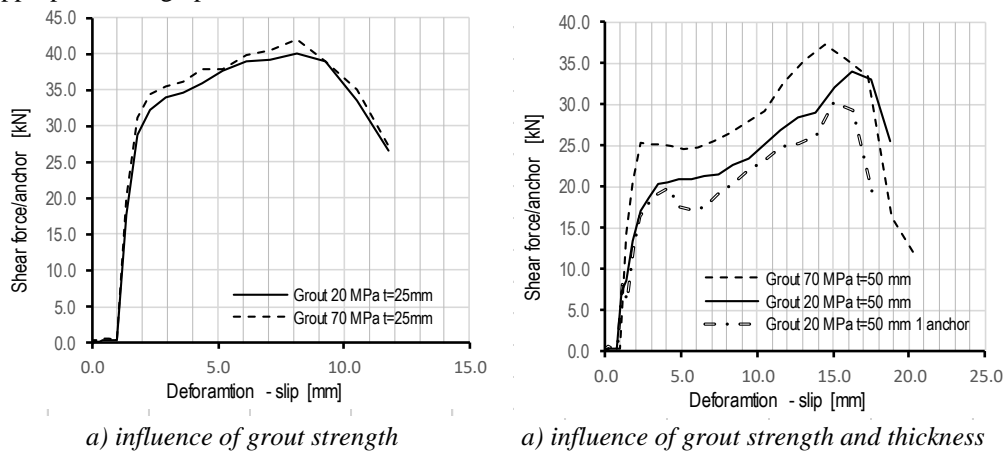 45.0
40.0
35.0
30.0
25.0
20.0
15.0
10.0
5.0
0.0
Shear force/anchor [kN]
Grout 20 MPa t=25mm
Grout 70 MPa t=25mm
0.0 5.0 10.0 15.0
Deforamtion - slip [mm]
a) influence of grout strength
40.0
35.0
30.0
25.0
20.0
15.0
10.0
5.0
0.0
Shear force/anchor [kN]
Grout 70 MPa t=50 mm
Grout 20 MPa t=50 mm
Grout 20 MPa t=50 mm 1 anchor
0.0 5.0 10.0 15.0 20.0 25.0
Deforamtion - slip [mm]
a) influence of grout strength and thickness